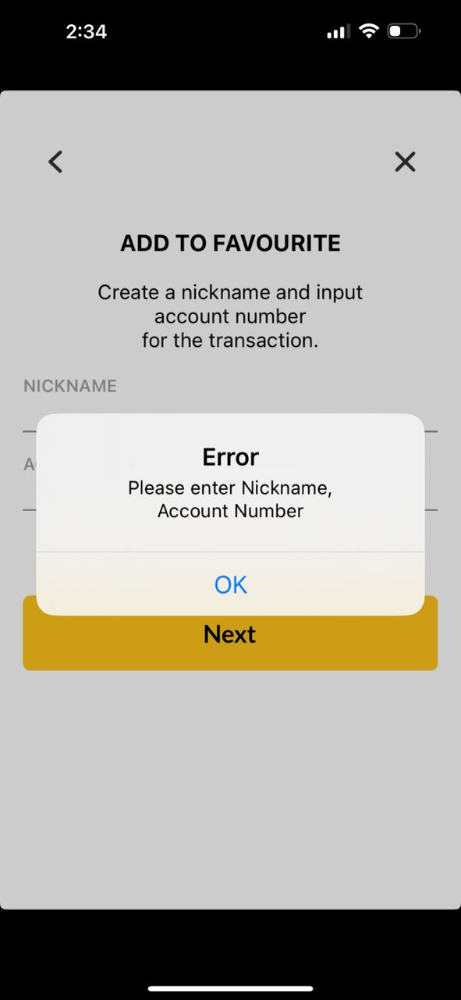 2:34
ADD TO FAVOURITE
Create a nickname and input
account number
for the transaction.
NICKNAME
Error
Please enter Nickname,
Account Number
OK
Next